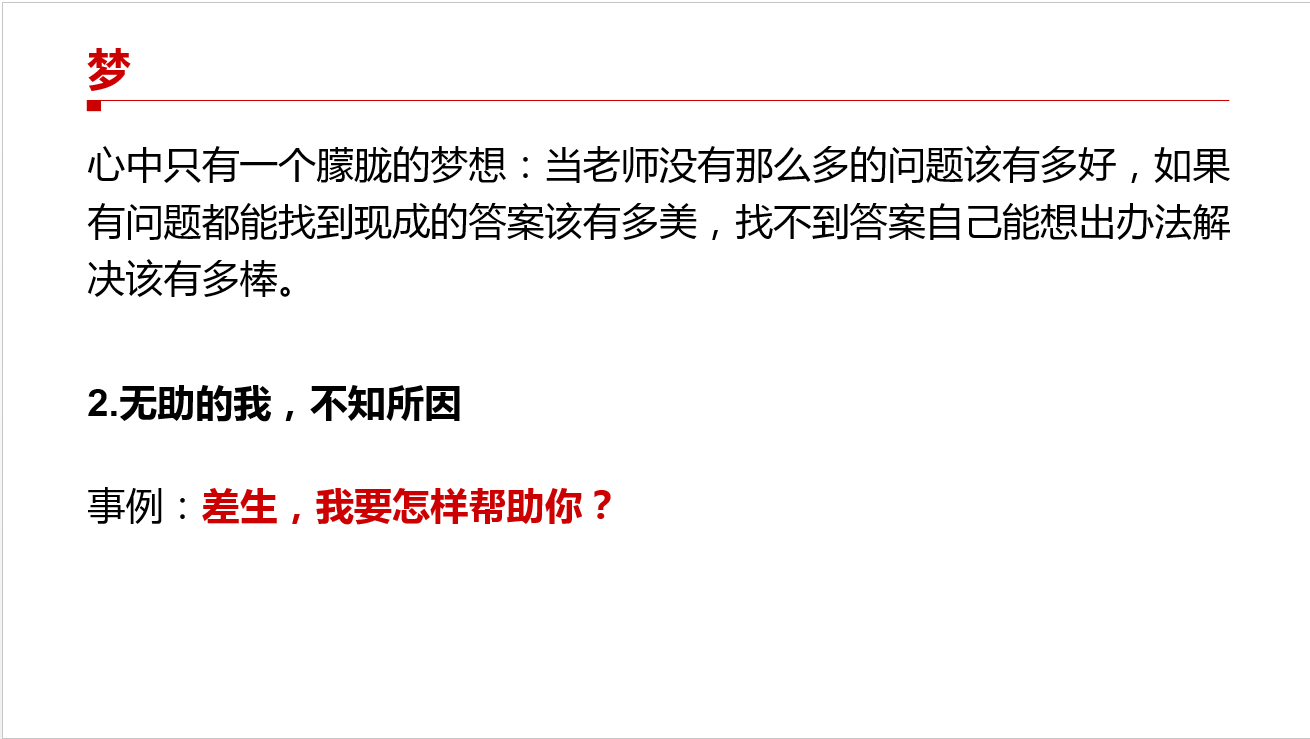 梦
心中只有一个朦胧的梦想：当老师没有那么多的问题该有多好，如果
有问题都能找到现成的答案该有多美，找不到答案自己能想出办法解
决该有多棒。
2.无助的我，不知所因
事例：差生，我要怎样帮助你？